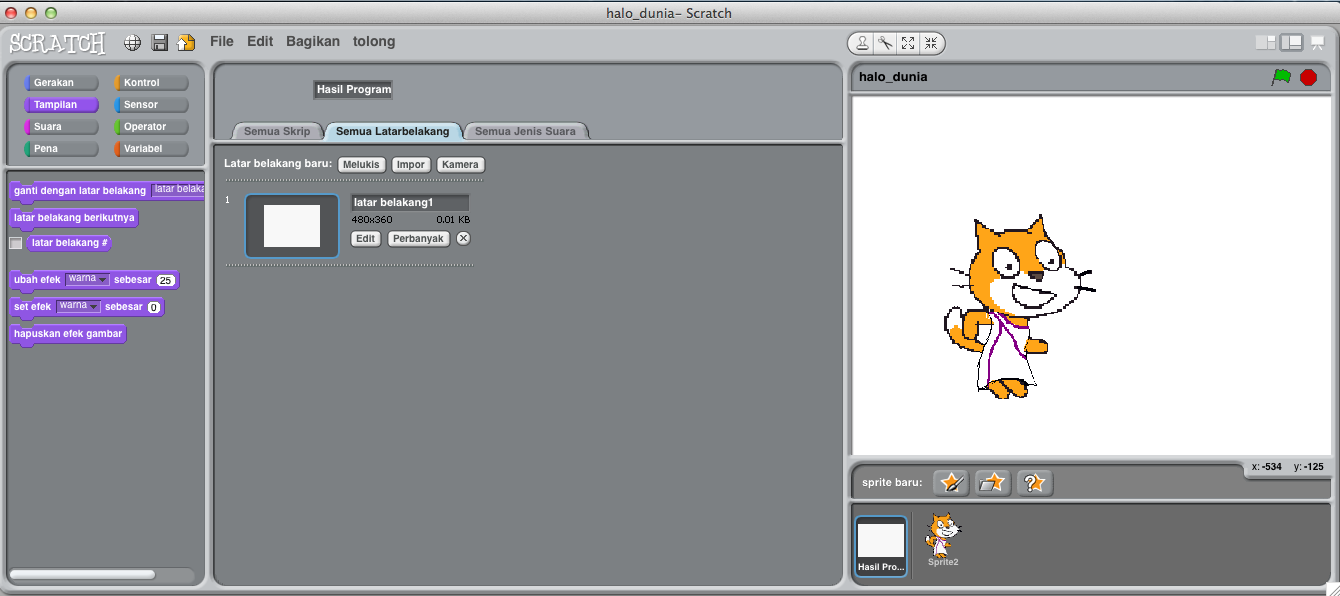 halo_dunia– Scratch
SCRATCH File Edit Bagikan tolong
Gerakan Kontrol
Tampilan Sensor
Suara Operator
Pena Variabel
ganti dengan latar belakang latar belaka
latar belakang berikutnya
latar belakang #
ubah efek warna sebesar 25
set efek warna sebesar 0
hapuskan efek gambar
Hasil Program
Semua Skrip Semua Latarbelakang Semua Jenis Suara
Latar belakang baru: Melukis Impor Kamera
1 latar belakang1
480x360 0.01 KB
Edit Perbanyak
halo_dunia
x: -534 y: -125
sprite baru:
Hasil Pro... Sprite2